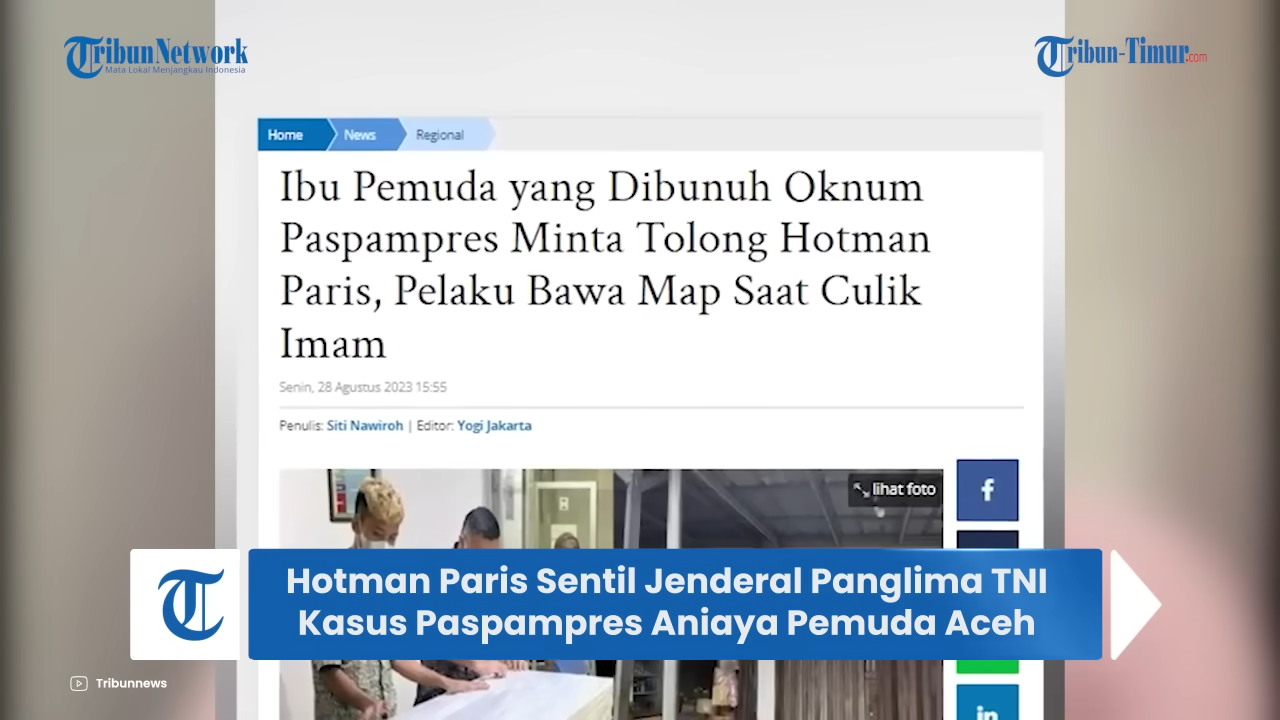 TribunNetwork
Mata Lokal Menjangkau Indonesia
Tribun-Timur.com
Home News Regional
Ibu Pemuda yang Dibunuh Oknum
Paspampres Minta Tolong Hotman
Paris, Pelaku Bawa Map Saat Culik
Imam
Senin, 28 Agustus 2023 15:55
Penulis: Siti Nawiroh | Editor: Yogi Jakarta
lihat foto
f
T
Hotman Paris Sentil Jenderal Panglima TNI
Kasus Paspampres Aniaya Pemuda Aceh
Tribunnews
in